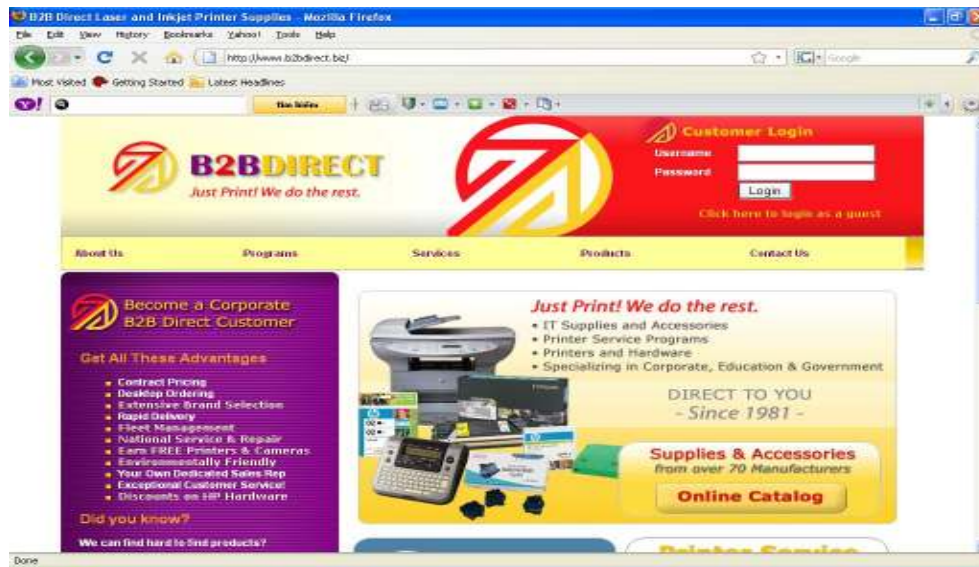 B2B Direct Laser and Inkjet Printer Supplies - Mozilla Firefox
File Edit View History Bookmarks Yahoo! Tools Help
http://www.b2bdirect.biz/
Google
Most Visited Getting Started Latest Headlines
Customer Login
Username
Password
Login
Click here to login as a guest
B2BDIRECT
Just Print! We do the rest.
About Us Programs Services Products Contact Us
Become a Corporate
B2B Direct Customer
Get All These Advantages
Contract Pricing
Desktop Ordering
Extensive Brand Selection
Rapid Delivery
Fleet Management
National Service & Repair
Earn FREE Printers & Cameras
Environmentally Friendly
Your Own Dedicated Sales Rep
Exceptional Customer Service!
Discounts on HP Hardware
Did you know?
We can find hard to find products?
Just Print! We do the rest.
• IT Supplies and Accessories
• Printer Service Programs
• Printers and Hardware
• Specializing in Corporate, Education & Government
DIRECT TO YOU
- Since 1981 -
Supplies & Accessories
from over 70 Manufacturers
Online Catalog
Printer Service
Done